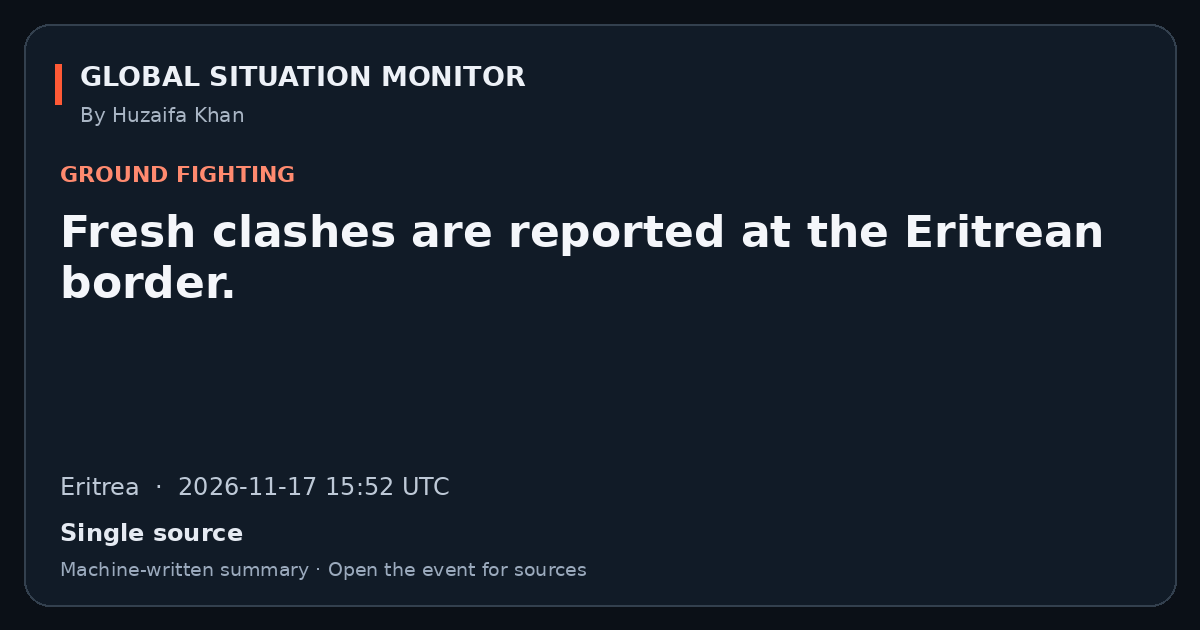 GLOBAL SITUATION MONITOR
By Huzaifa Khan
GROUND FIGHTING
Fresh clashes are reported at the Eritrean
border.
Eritrea · 2026-11-17 15:52 UTC
Single source
Machine-written summary · Open the event for sources